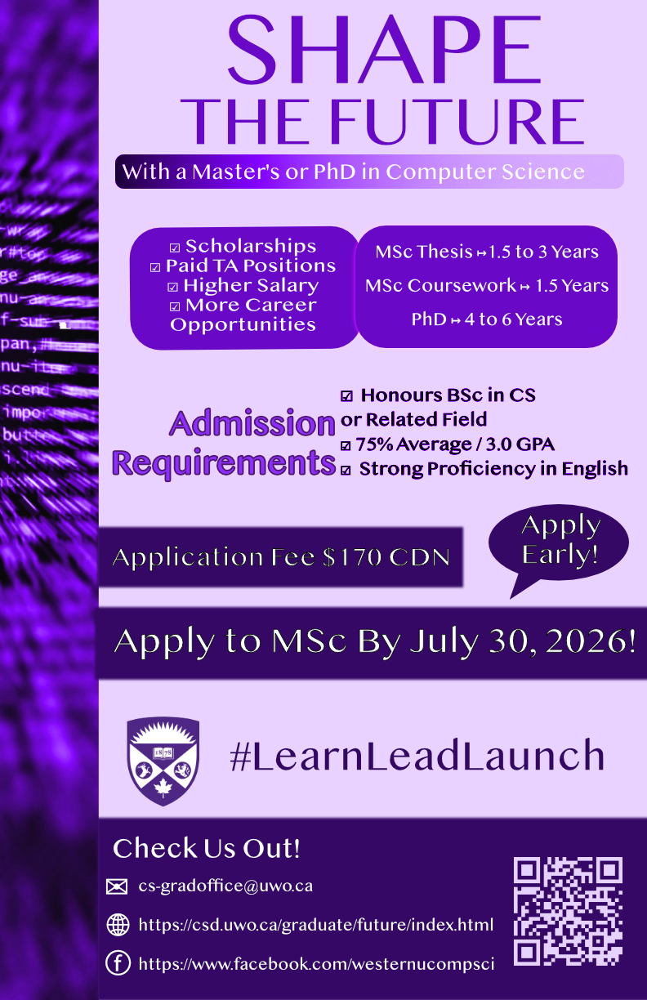 SHAPE
THE FUTURE
With a Master's or PhD in Computer Science
☑ Scholarships
☑ Paid TA Positions
☑ Higher Salary
☑ More Career
Opportunities
MSc Thesis ↦1.5 to 3 Years
MSc Coursework ↦ 1.5 Years
PhD ↦ 4 to 6 Years
Admission
Requirements
☑ Honours BSc in CS
or Related Field
☑ 75% Average / 3.0 GPA
☑ Strong Proficiency in English
Application Fee $170 CDN
Apply
Early!
Apply to MSc By July 30, 2026!
1878
#LearnLeadLaunch
Check Us Out!
cs-gradoffice@uwo.ca
https://csd.uwo.ca/graduate/future/index.html
https://www.facebook.com/westernucompsci